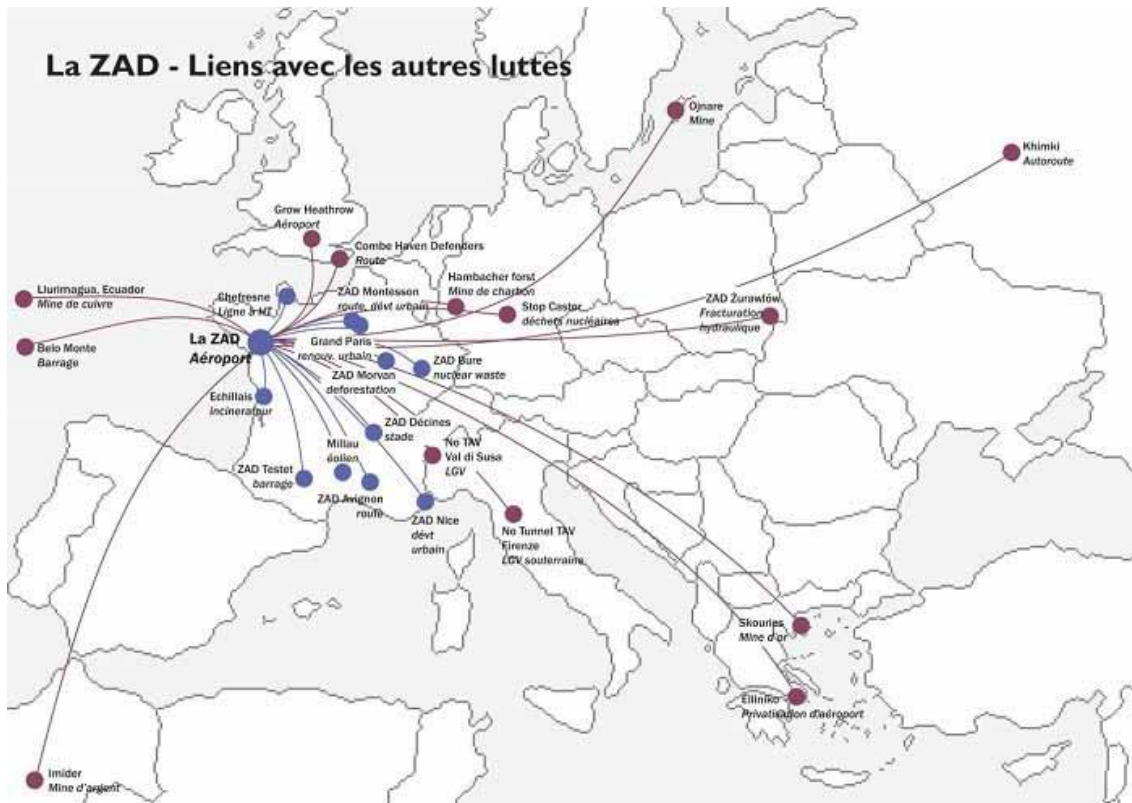 La ZAD - Liens avec les autres luttes
Ojnare
Mine
Khimki
Autoroute
Grow Heathrow
Aéroport
Combe Haven Defenders
Route
Hambacher forst
Mine de charbon
Llurimagua, Ecuador
Mine de cuivre
Chefresne
Ligne à HT
ZAD Montesson
route, dévt urbain
Stop Castor
déchets nucléaires
ZAD Żurawlów
Fracturation
hydraulique
Belo Monte
Barrage
La ZAD
Aéroport
Grand Paris
renouv. urbain
ZAD Bure
nuclear waste
ZAD Morvan
deforestation
Echillais
incinerateur
ZAD Décines
stade
No TAV
Val di Susa
LGV
Millau
éolien
ZAD Testet
barrage
ZAD Avignon
route
ZAD Nice
dévt
urbain
No Tunnel TAV
Firenze
LGV souterraine
Skouries
Mine d'or
Elliniko
Privatisation d'aéroport
Imider
Mine d'argent